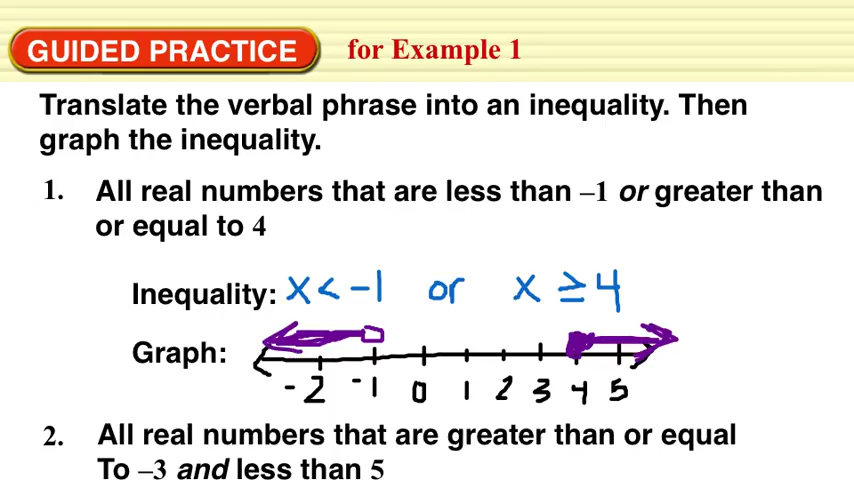 GUIDED PRACTICE for Example 1
Translate the verbal phrase into an inequality. Then
graph the inequality.
1. All real numbers that are less than –1 or greater than
or equal to 4
Inequality: x < -1 or x ≥ 4
Graph:
-2 -1 0 1 2 3 4 5
2. All real numbers that are greater than or equal
To –3 and less than 5